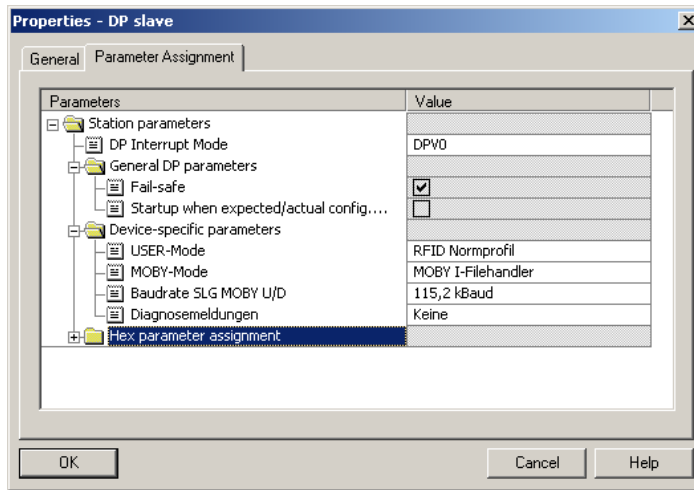 Properties - DP slave
General Parameter Assignment
Parameters Value
Station parameters
DP Interrupt Mode DPV0
General DP parameters
Fail-safe
Startup when expected/actual config....
Device-specific parameters
USER-Mode RFID Normprofil
MOBY-Mode MOBY I-Filehandler
Baudrate SLG MOBY U/D 115,2 kBaud
Diagnosemeldungen Keine
Hex parameter assignment
OK Cancel Help